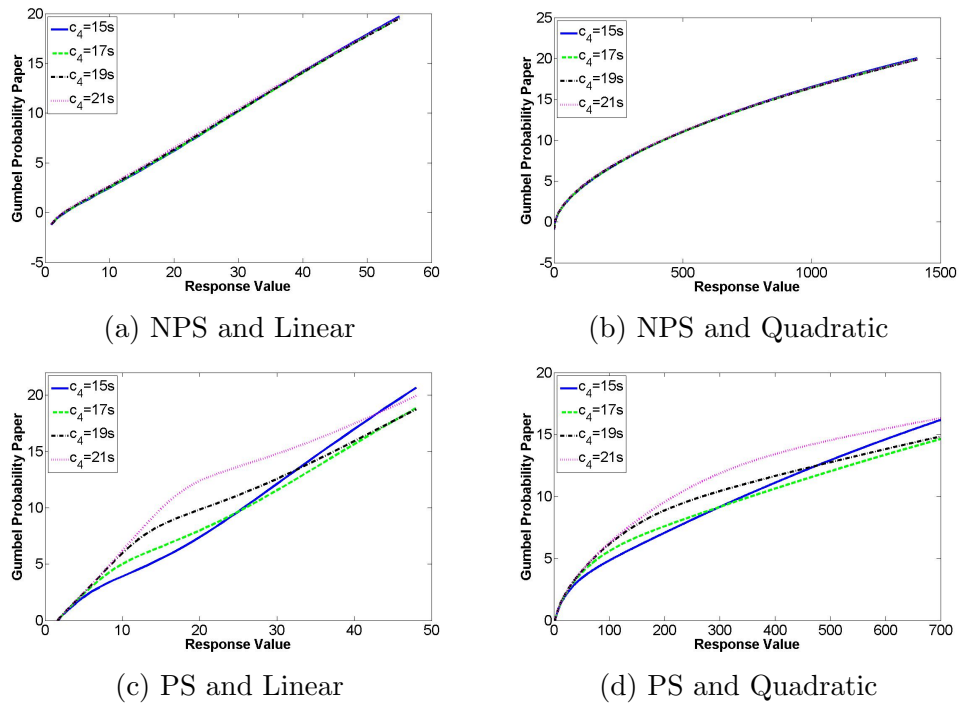 c4=15s
c4=17s
c4=19s
c4=21s
Gumbel Probability Paper
20
15
10
5
0
-5
0 10 20 30 40 50 60
Response Value
(a) NPS and Linear
c4=15s
c4=17s
c4=19s
c4=21s
Gumbel Probability Paper
25
20
15
10
5
0
-5
0 500 1000 1500
Response Value
(b) NPS and Quadratic
c4=15s
c4=17s
c4=19s
c4=21s
Gumbel Probability Paper
20
15
10
5
0
0 10 20 30 40 50
Response Value
(c) PS and Linear
c4=15s
c4=17s
c4=19s
c4=21s
Gumbel Probability Paper
20
15
10
5
0
0 100 200 300 400 500 600 700
Response Value
(d) PS and Quadratic